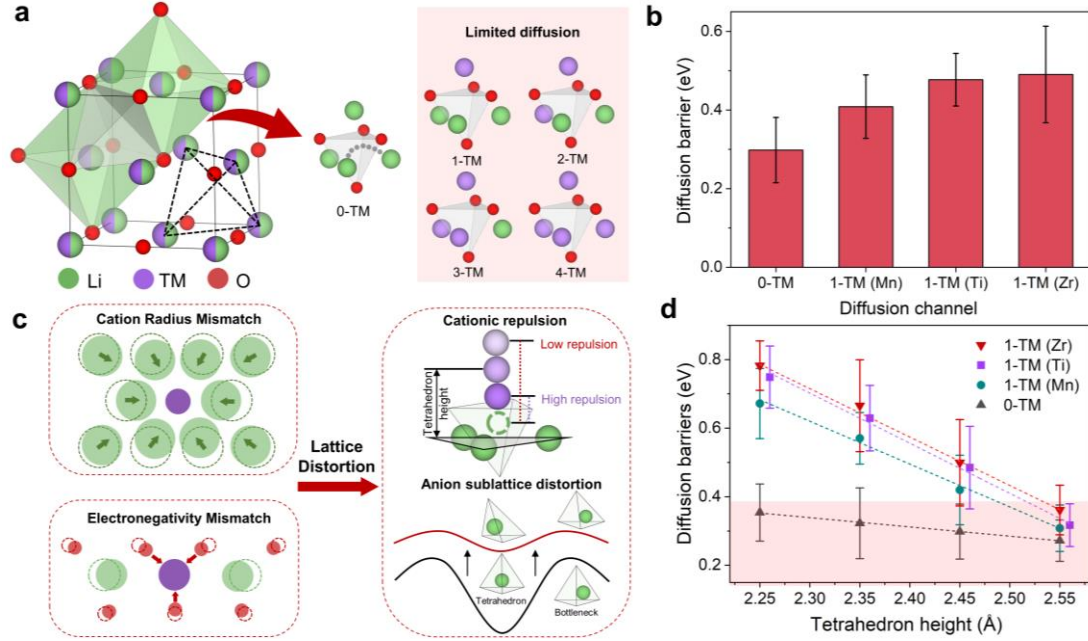 a
Limited diffusion
0-TM
1-TM
2-TM
3-TM
4-TM
Li
TM
O
b
Diffusion barrier (eV)
0.6
0.4
0.2
0.0
0-TM
1-TM (Mn)
1-TM (Ti)
1-TM (Zr)
Diffusion channel
c
Cation Radius Mismatch
Electronegativity Mismatch
Lattice
Distortion
Cationic repulsion
Low repulsion
High repulsion
Tetrahedron
height
Anion sublattice distortion
Tetrahedron
Bottleneck
d
Diffusion barriers (eV)
0.8
0.6
0.4
0.2
1-TM (Zr)
1-TM (Ti)
1-TM (Mn)
0-TM
2.25
2.30
2.35
2.40
2.45
2.50
2.55
Tetrahedron height (Å)